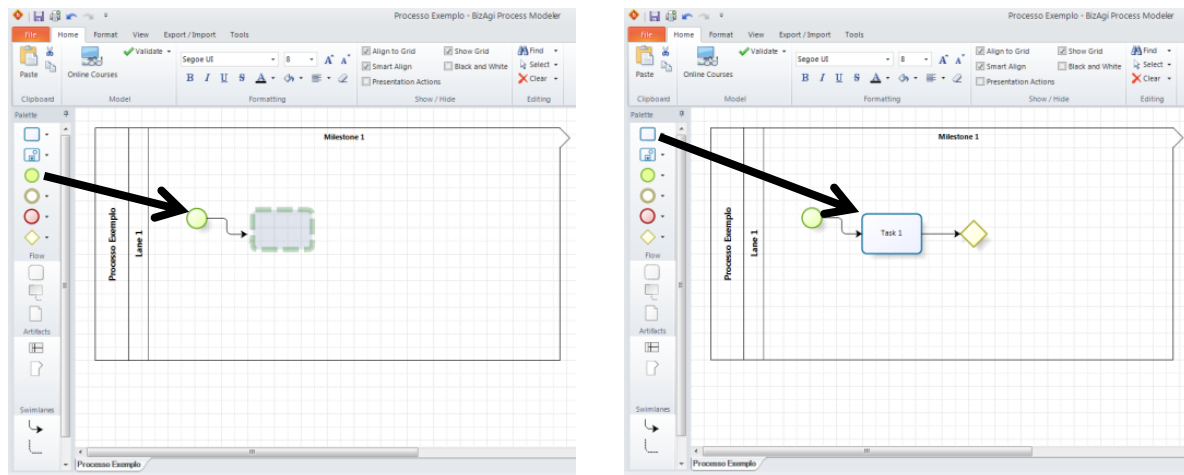 Processo Exemplo - BizAgi Process Modeler
File Home Format View Export/Import Tools
Paste
Online Courses
Validate
Segoe UI 8
B I U S A
Align to Grid
Smart Align
Presentation Actions
Show Grid
Black and White
Find
Select
Clear
Clipboard Model Formatting Show / Hide Editing
Palette
Flow
Artifacts
Swimlanes
Milestone 1
Processo Exemplo
Lane 1
Processo Exemplo
Processo Exemplo - BizAgi Process Modeler
File Home Format View Export/Import Tools
Paste
Online Courses
Validate
Segoe UI 8
B I U S A
Align to Grid
Smart Align
Presentation Actions
Show Grid
Black and White
Find
Select
Clear
Clipboard Model Formatting Show / Hide Editing
Palette
Flow
Artifacts
Swimlanes
Milestone 1
Processo Exemplo
Lane 1
Task 1
Processo Exemplo